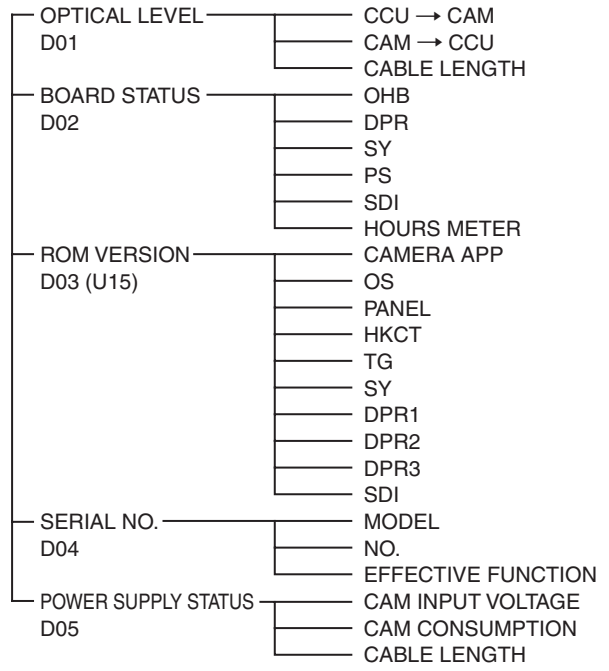 OPTICAL LEVEL CCU → CAM
D01 CAM → CCU
CABLE LENGTH
BOARD STATUS OHB
D02 DPR
SY
PS
SDI
HOURS METER
ROM VERSION CAMERA APP
D03 (U15) OS
PANEL
HKCT
TG
SY
DPR1
DPR2
DPR3
SDI
SERIAL NO. MODEL
D04 NO.
EFFECTIVE FUNCTION
POWER SUPPLY STATUS CAM INPUT VOLTAGE
D05 CAM CONSUMPTION
CABLE LENGTH